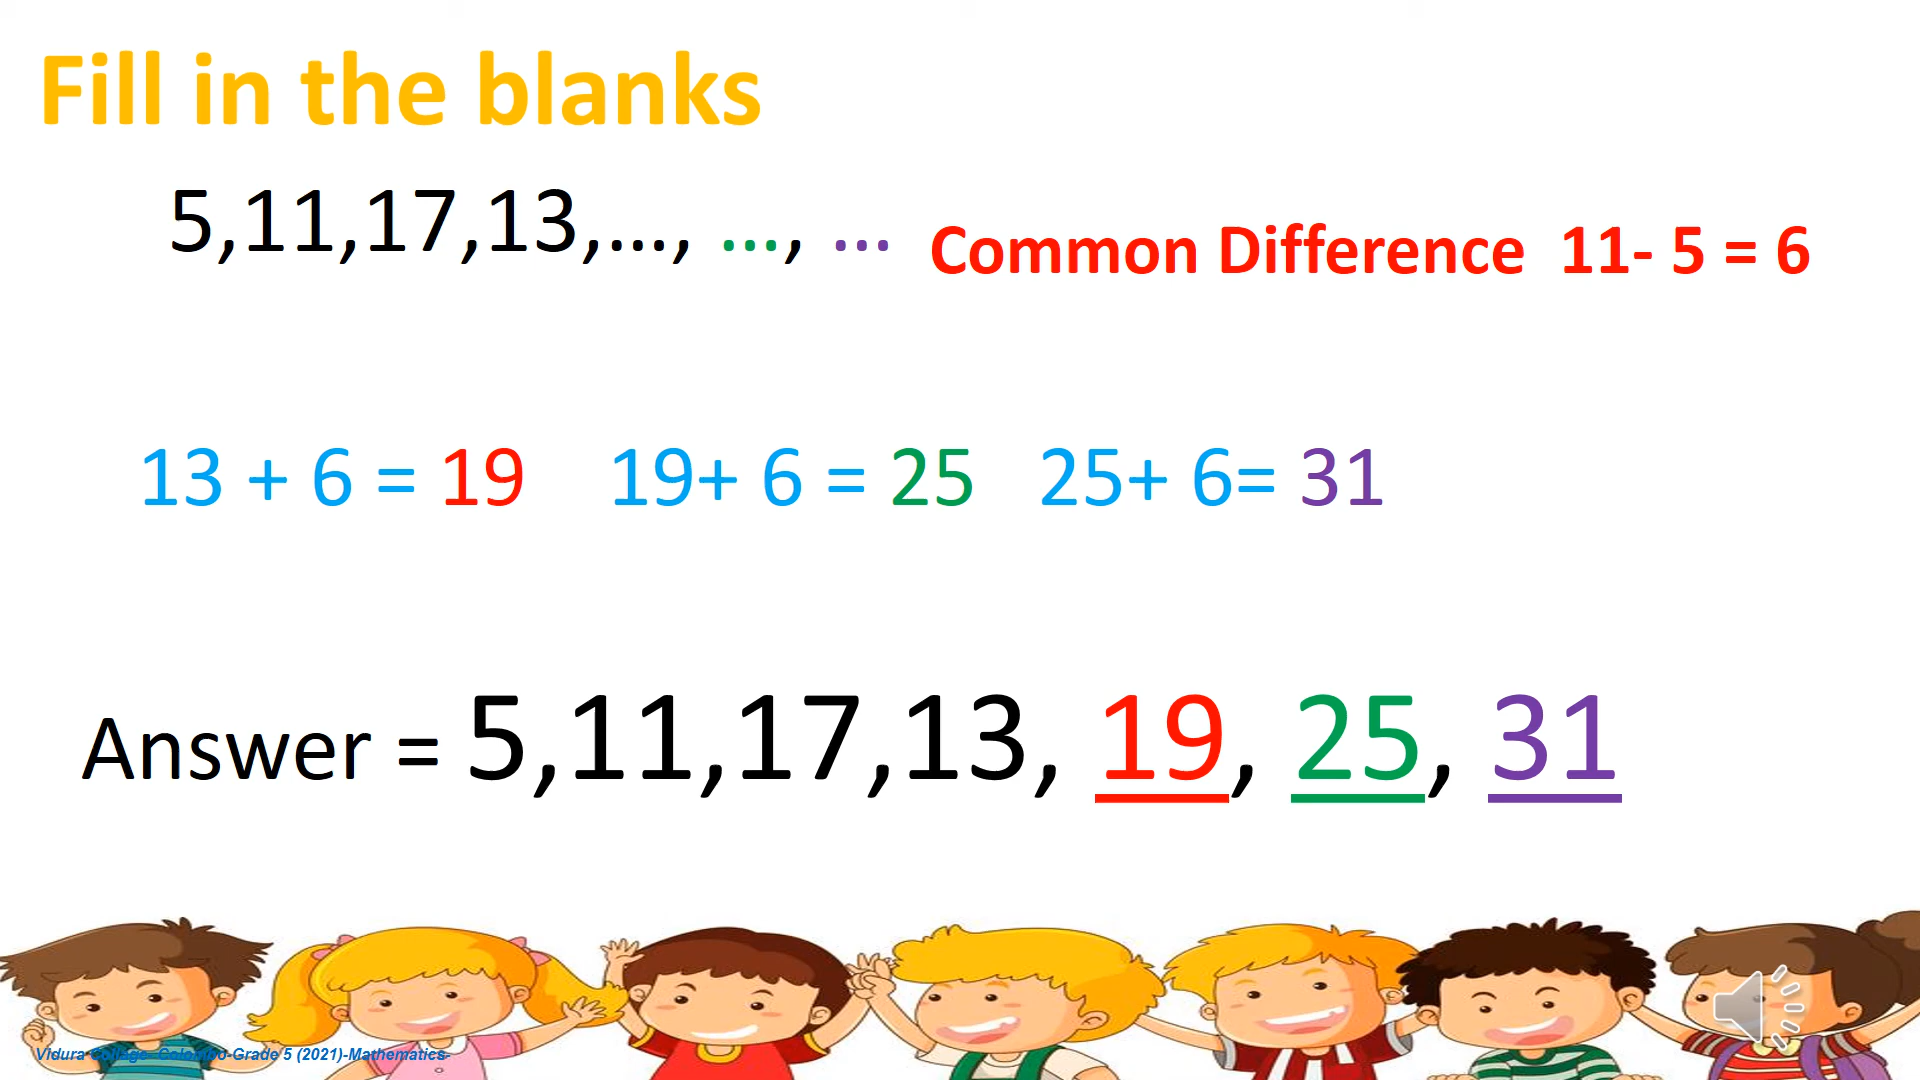 Fill in the blanks
5,11,17,13,..., ..., ...
Common Difference 11- 5 = 6
13 + 6 = 19 19+ 6 = 25 25+ 6= 31
Answer = 5,11,17,13, 19, 25, 31
Vidura College- Colombo-Grade 5 (2021)-Mathematics-